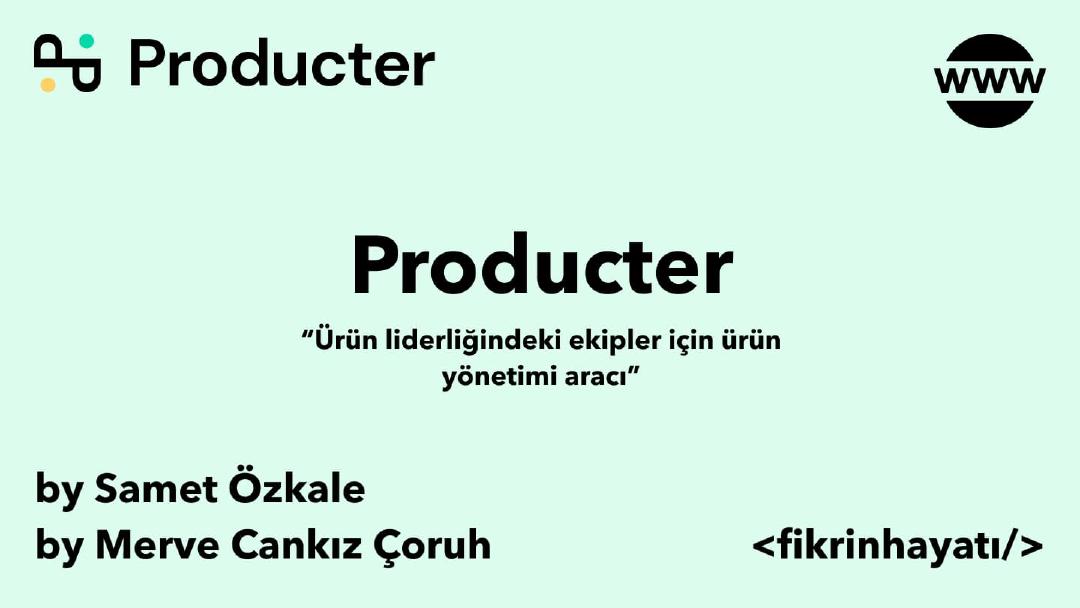 Producter
WWW
Producter
“Ürün liderliğindeki ekipler için ürün
yönetimi aracı”
by Samet Özkale
by Merve Cankız Çoruh
<fikrinhayatı/>